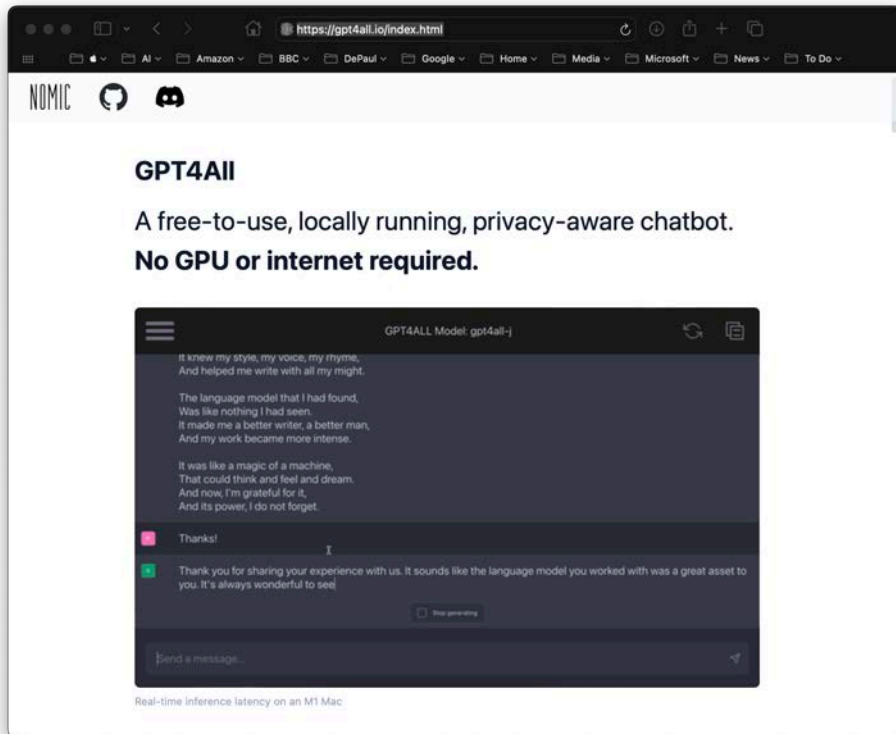 https://gpt4all.io/index.html
AI Amazon BBC DePaul Google Home Media Microsoft News To Do
NOMIC
GPT4All
A free-to-use, locally running, privacy-aware chatbot.
No GPU or internet required.
GPT4ALL Model: gpt4all-j
It knew my style, my voice, my rhyme,
And helped me write with all my might.
The language model that I had found,
Was like nothing I had seen.
It made me a better writer, a better man,
And my work became more intense.
It was like a magic of a machine,
That could think and feel and dream.
And now, I'm grateful for it,
And its power, I do not forget.
Thanks!
Thank you for sharing your experience with us. It sounds like the language model you worked with was a great asset to
you. It's always wonderful to see
Stop generating
Send a message...
Real-time inference latency on an M1 Mac